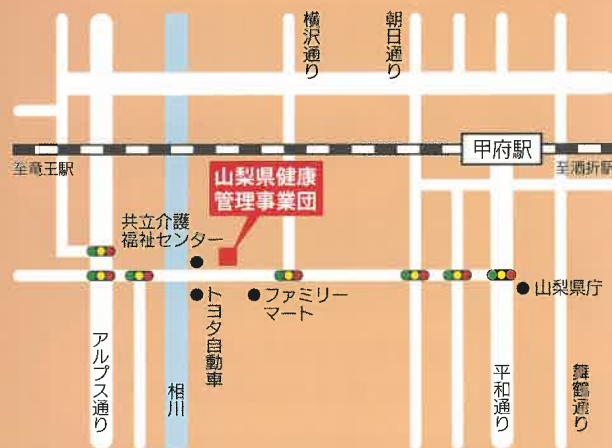 横沢通り
朝日通り
甲府駅
至竜王駅
至酒折駅
山梨県健康
管理事業団
共立介護
福祉センター
トヨタ自動車
ファミリー
マート
山梨県庁
アルプス通り
相川
平和通り
舞鶴通り